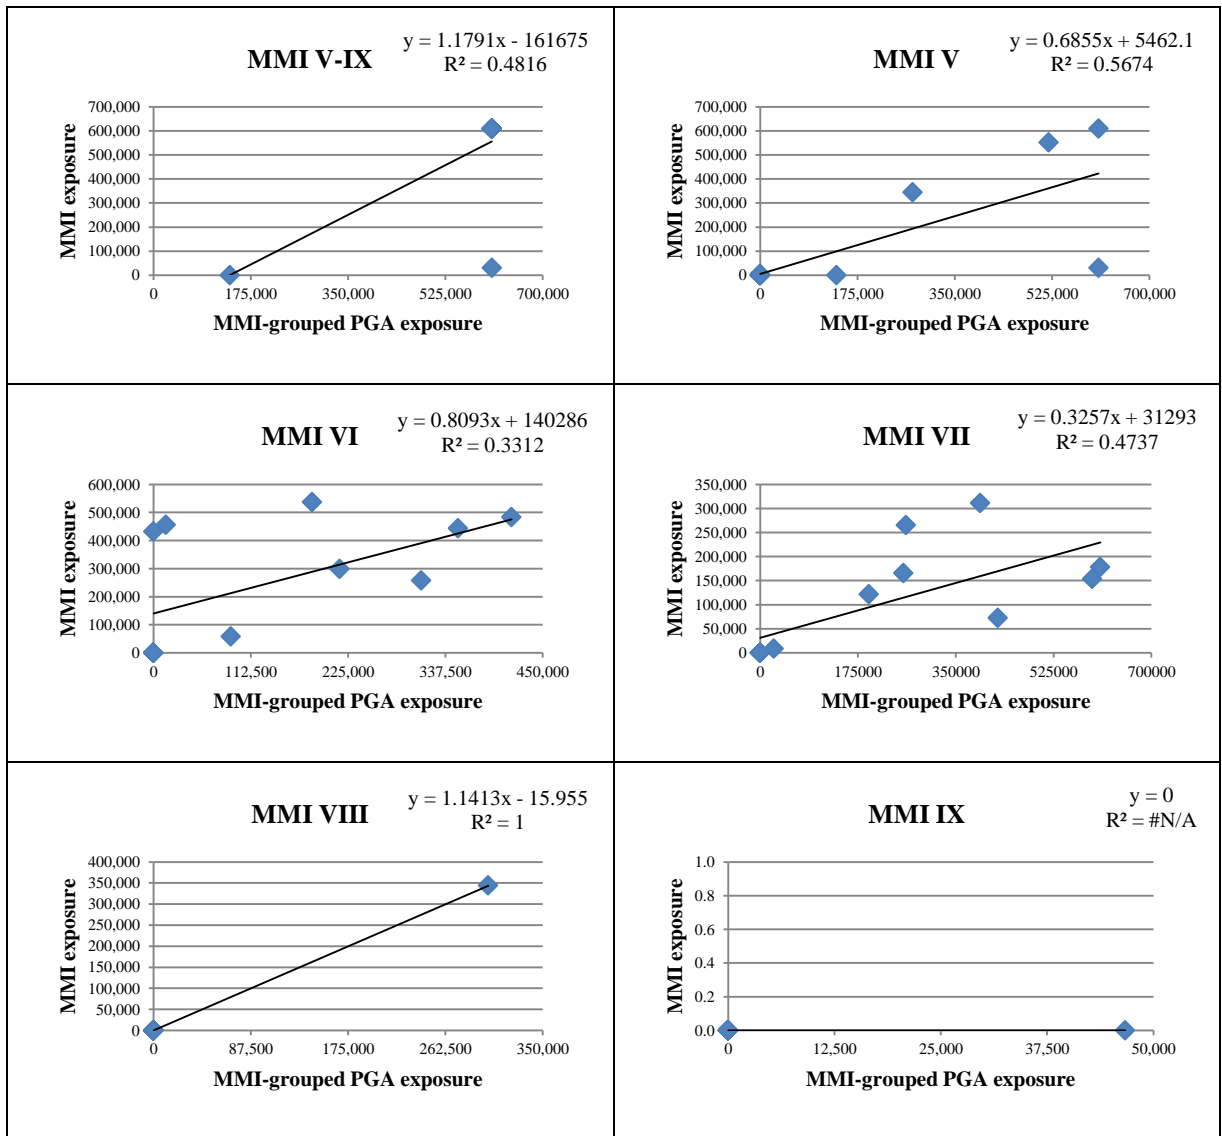 MMI V-IX
y = 1.1791x - 161675
R² = 0.4816
MMI exposure
700,000
600,000
500,000
400,000
300,000
200,000
100,000
0
0 175,000 350,000 525,000 700,000
MMI-grouped PGA exposure
MMI V
y = 0.6855x + 5462.1
R² = 0.5674
MMI exposure
700,000
600,000
500,000
400,000
300,000
200,000
100,000
0
0 175,000 350,000 525,000 700,000
MMI-grouped PGA exposure
MMI VI
y = 0.8093x + 140286
R² = 0.3312
MMI exposure
600,000
500,000
400,000
300,000
200,000
100,000
0
0 112,500 225,000 337,500 450,000
MMI-grouped PGA exposure
MMI VII
y = 0.3257x + 31293
R² = 0.4737
MMI exposure
350,000
300,000
250,000
200,000
150,000
100,000
50,000
0
0 175,000 350,000 525,000 700,000
MMI-grouped PGA exposure
MMI VIII
y = 1.1413x - 15.955
R² = 1
MMI exposure
400,000
350,000
300,000
250,000
200,000
150,000
100,000
50,000
0
0 87,500 175,000 262,500 350,000
MMI-grouped PGA exposure
MMI IX
y = 0
R² = #N/A
MMI exposure
1.0
0.8
0.6
0.4
0.2
0.0
0 12,500 25,000 37,500 50,000
MMI-grouped PGA exposure